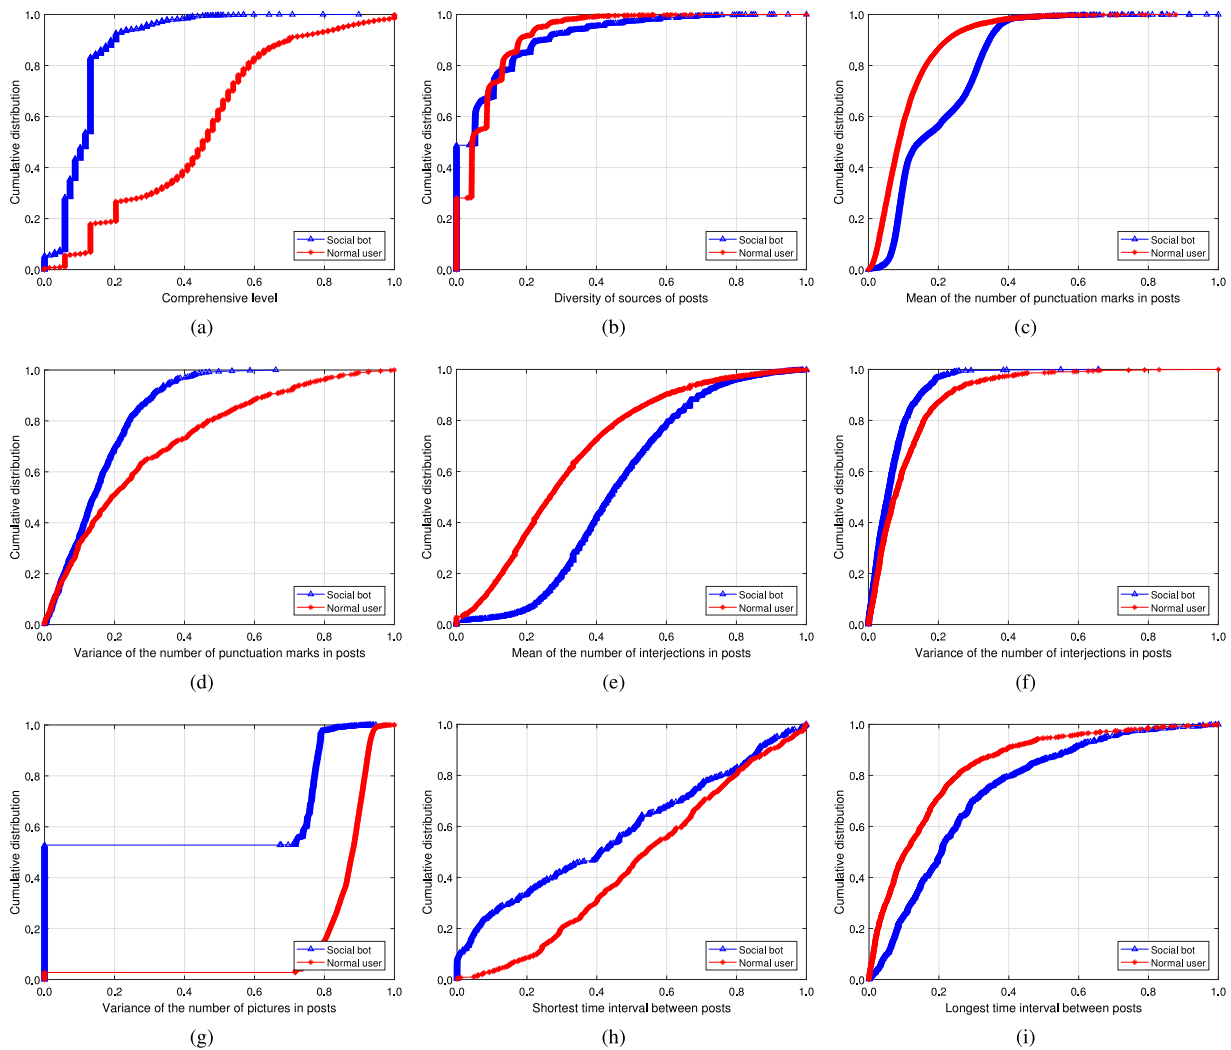 1.0
0.8
0.6
0.4
0.2
0.0
Cumulative distribution
Social bot
Normal user
0 0.2 0.4 0.6 0.8 1.0
Comprehensive level
(a)
1.0
0.8
0.6
0.4
0.2
0.0
Cumulative distribution
Social bot
Normal user
0.0 0.2 0.4 0.6 0.8 1.0
Diversity of sources of posts
(b)
1.0
0.8
0.6
0.4
0.2
0.0
Cumulative distribution
Social bot
Normal user
0.0 0.2 0.4 0.6 0.8 1.0
Mean of the number of punctuation marks in posts
(c)
1.0
0.8
0.6
0.4
0.2
0.0
Cumulative distribution
Social bot
Normal user
0.0 0.2 0.4 0.6 0.8 1.0
Variance of the number of punctuation marks in posts
(d)
1.0
0.8
0.6
0.4
0.2
0.0
Cumulative distribution
Social bot
Normal user
0.0 0.2 0.4 0.6 0.8 1.0
Mean of the number of interjections in posts
(e)
1.0
0.8
0.6
0.4
0.2
0.0
Cumulative distribution
Social bot
Normal user
0.0 0.2 0.4 0.6 0.8 1.0
Variance of the number of interjections in posts
(f)
1.0
0.8
0.6
0.4
0.2
0.0
Cumulative distribution
Social bot
Normal user
0.0 0.2 0.4 0.6 0.8 1.0
Variance of the number of pictures in posts
(g)
1.0
0.8
0.6
0.4
0.2
0.0
Cumulative distribution
Social bot
Normal user
0.0 0.2 0.4 0.6 0.8 1.0
Shortest time interval between posts
(h)
1.0
0.8
0.6
0.4
0.2
0.0
Cumulative distribution
Social bot
Normal user
0.0 0.2 0.4 0.6 0.8 1.0
Longest time interval between posts
(i)